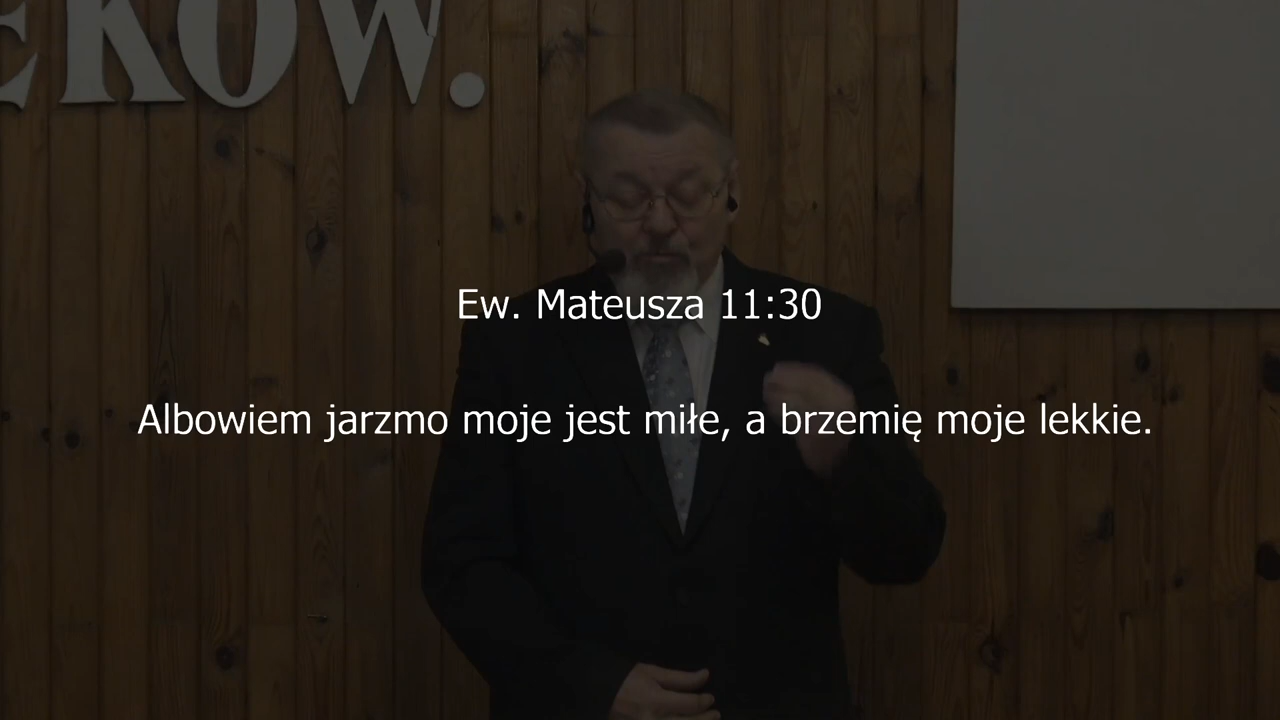 EKÓW.
Ew. Mateusza 11:30
Albowiem jarzmo moje jest miłe, a brzemię moje lekkie.